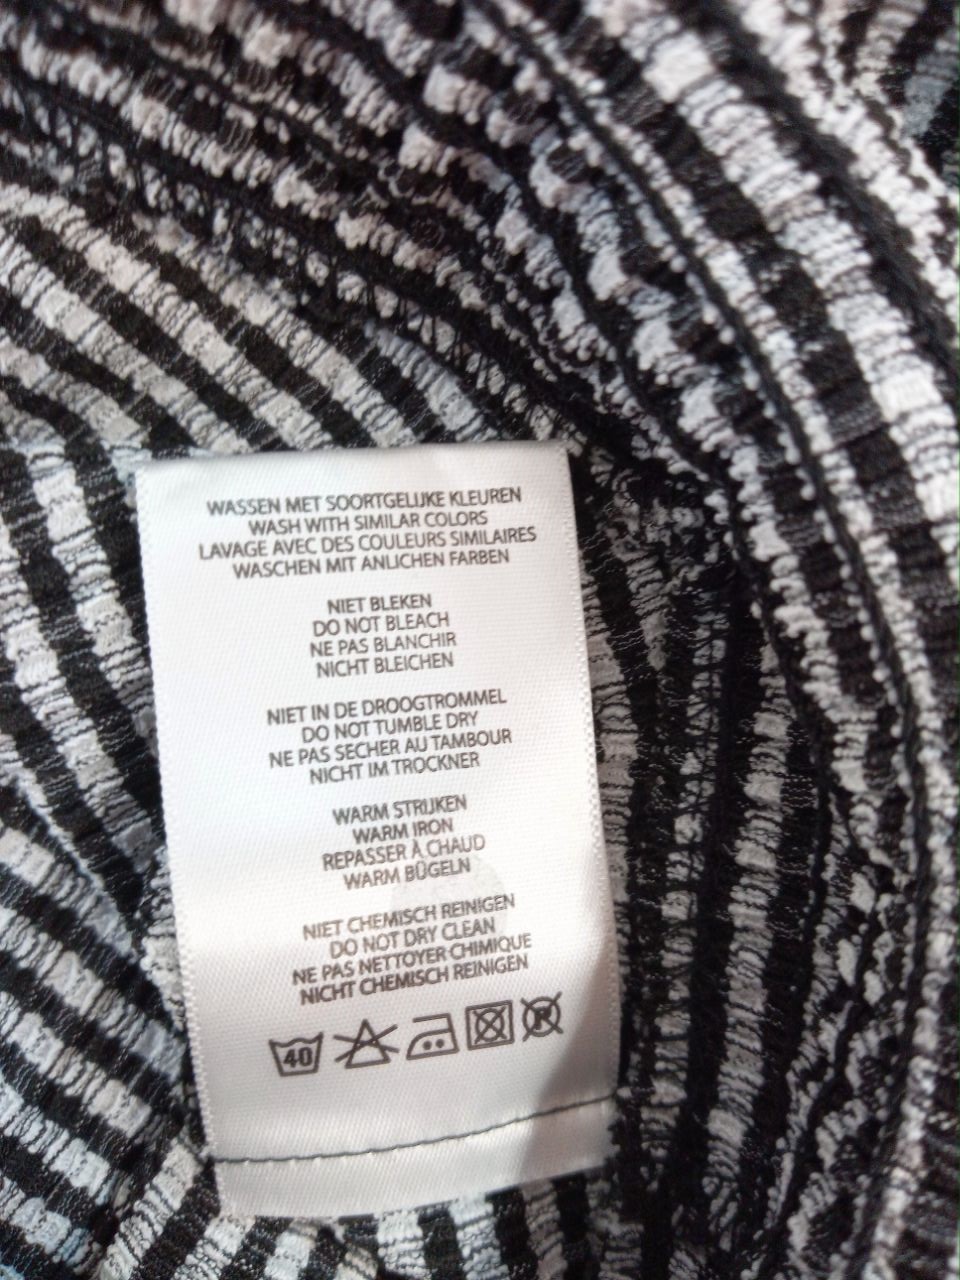 WASSEN MET SOORTGELIJKE KLEUREN
WASH WITH SIMILAR COLORS
LAVAGE AVEC DES COULEURS SIMILAIRES
WASCHEN MIT ANLICHEN FARBEN
NIET BLEKEN
DO NOT BLEACH
NE PAS BLANCHIR
NICHT BLEICHEN
NIET IN DE DROOGTROMMEL
DO NOT TUMBLE DRY
NE PAS SECHER AU TAMBOUR
NICHT IM TROCKNER
WARM STRIJKEN
WARM IRON
REPASSER À CHAUD
WARM BÜGELN
NIET CHEMISCH REINIGEN
DO NOT DRY CLEAN
NE PAS NETTOYER CHIMIQUE
NICHT CHEMISCH REINIGEN
40 P